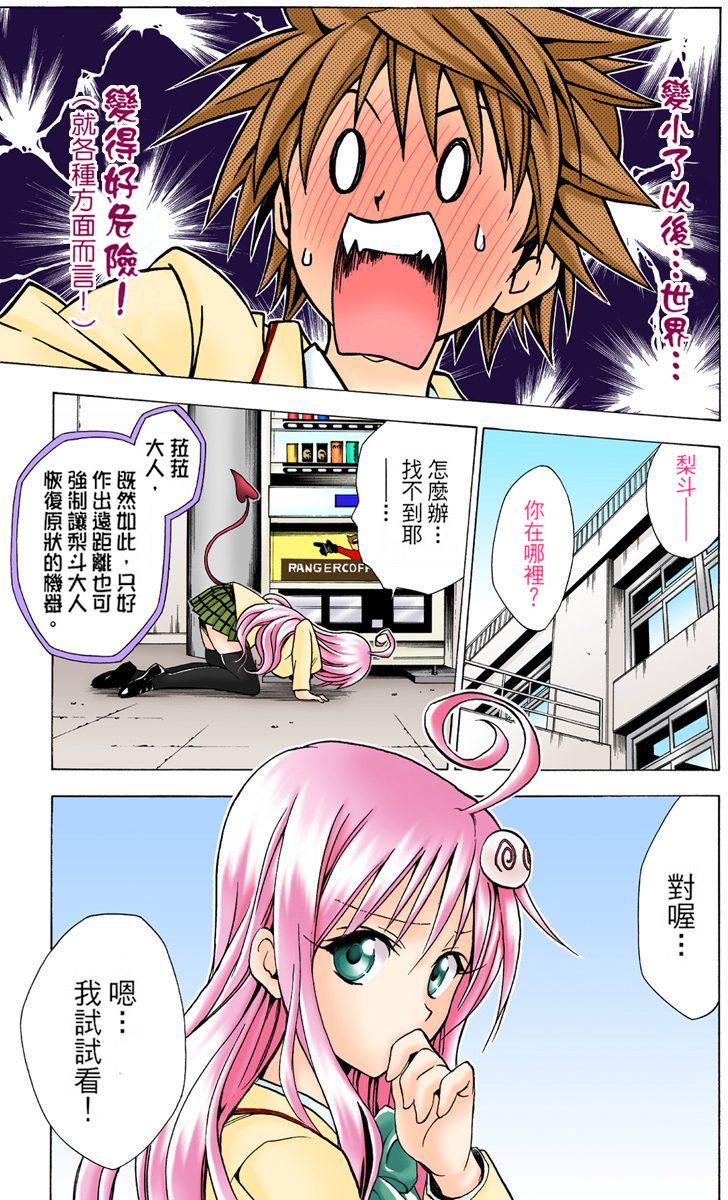 變小了以後…世界…
變得好危險！
（就各種方面而言！）
梨斗——
你在哪裡？
怎麼辦…
找不到耶
——
RANGERCOFF
菈菈
大人，
既然如此，只好
作出遠距離也可
強制讓梨斗大人
恢復原狀的機器。
對喔…
嗯…
我試試看！